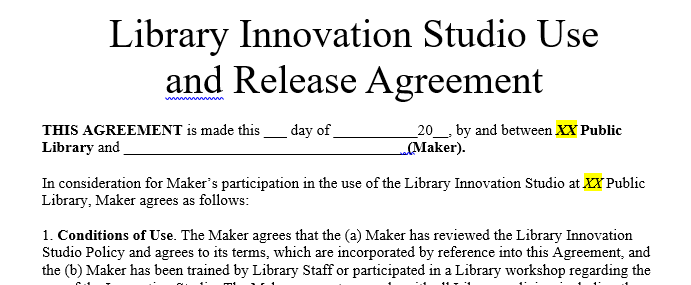 Library Innovation Studio Use
and Release Agreement
THIS AGREEMENT is made this ___ day of ___________20__, by and between XX Public
Library and ______________________________________(Maker).
In consideration for Maker's participation in the use of the Library Innovation Studio at XX Public
Library, Maker agrees as follows:
1. Conditions of Use. The Maker agrees that the (a) Maker has reviewed the Library Innovation
Studio Policy and agrees to its terms, which are incorporated by reference into this Agreement, and
the (b) Maker has been trained by Library Staff or participated in a Library workshop regarding the